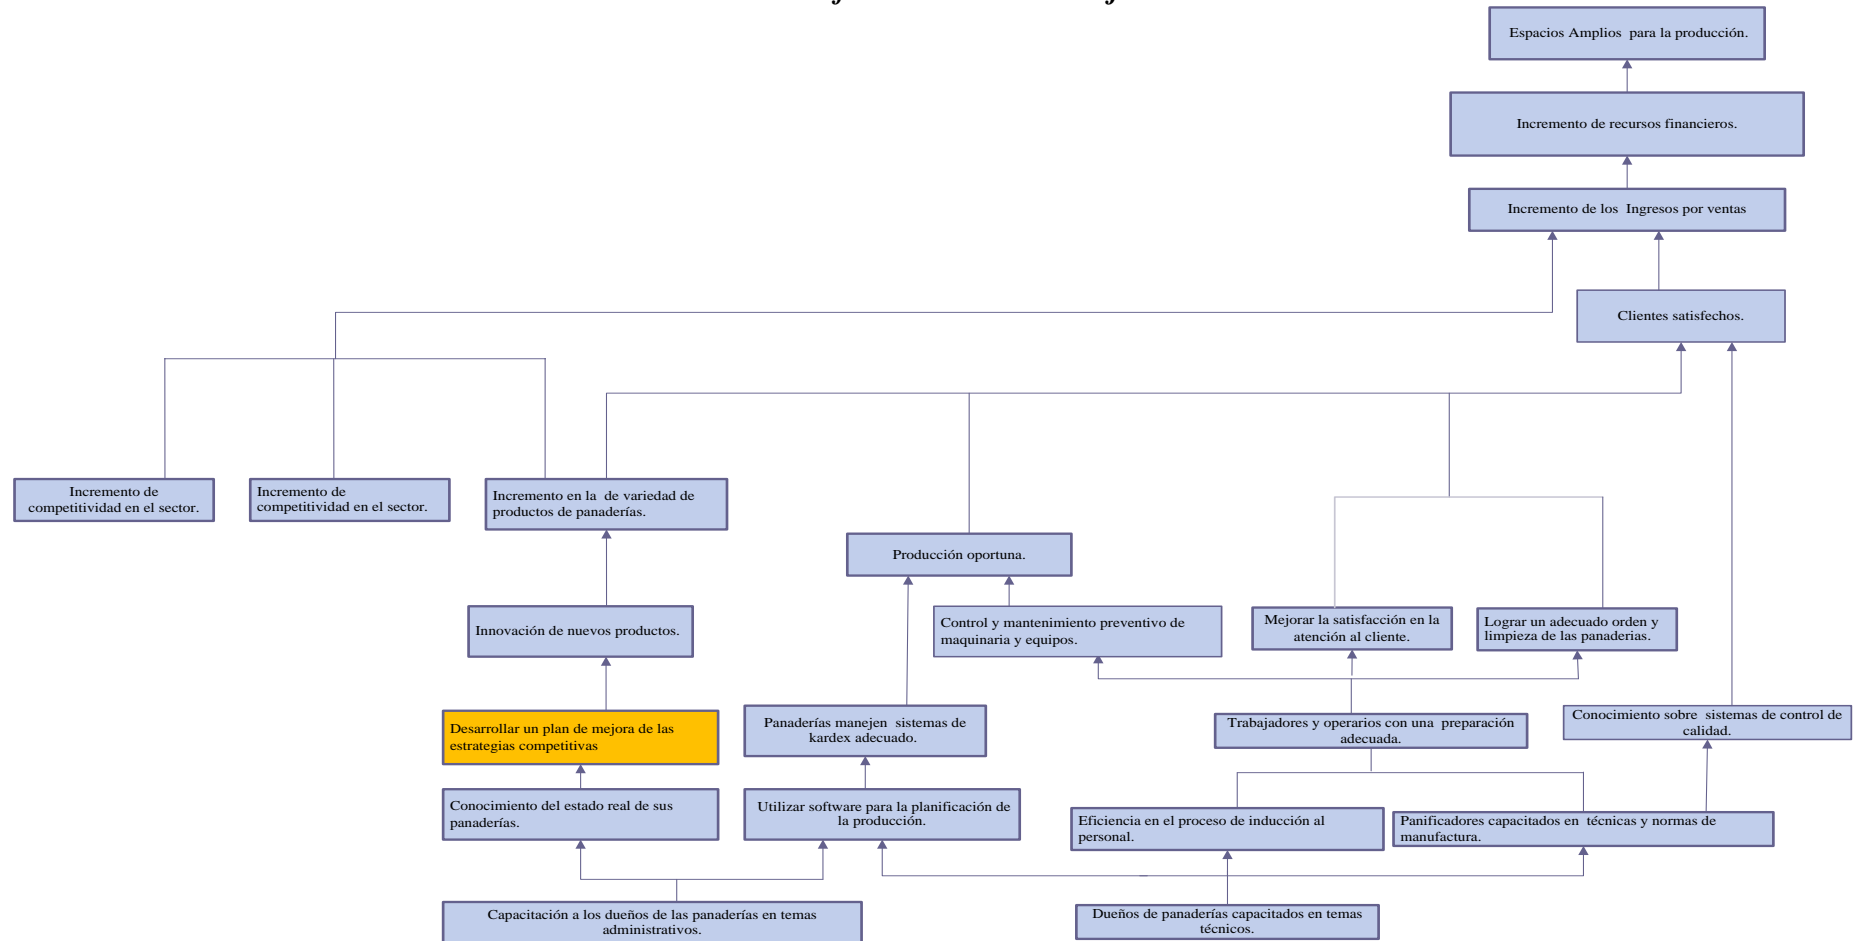 Espacios Amplios para la producción.
Incremento de recursos financieros.
Incremento de los Ingresos por ventas
Clientes satisfechos.
Incremento de
competitividad en el sector.
Incremento de
competitividad en el sector.
Incremento en la de variedad de
productos de panaderías.
Producción oportuna.
Innovación de nuevos productos.
Control y mantenimiento preventivo de
maquinaria y equipos.
Mejorar la satisfacción en la
atención al cliente.
Lograr un adecuado orden y
limpieza de las panaderias.
Desarrollar un plan de mejora de las
estrategias competitivas
Panaderías manejen sistemas de
kardex adecuado.
Trabajadores y operarios con una preparación
adecuada.
Conocimiento sobre sistemas de control de
calidad.
Conocimiento del estado real de sus
panaderías.
Utilizar software para la planificación de
la producción.
Eficiencia en el proceso de inducción al
personal.
Panificadores capacitados en técnicas y normas de
manufactura.
Capacitación a los dueños de las panaderías en temas
administrativos.
Dueños de panaderías capacitados en temas
técnicos.